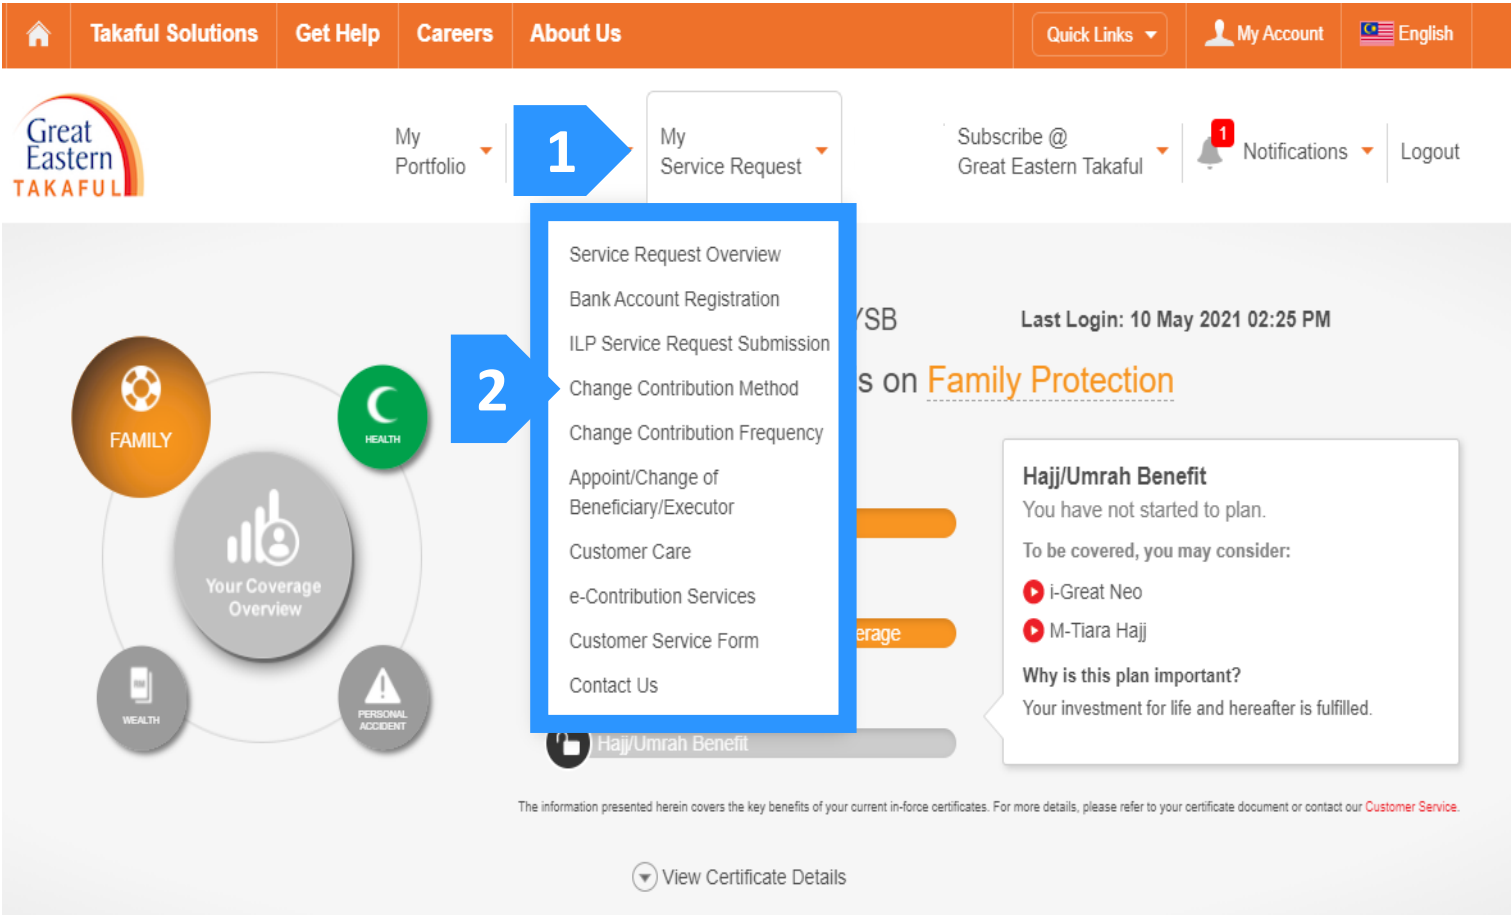 Takaful Solutions
Get Help
Careers
About Us
Quick Links
My Account
English
Great
Eastern
TAKAFUL
My
Portfolio
1
My
Service Request
Subscribe @
Great Eastern Takaful
1
Notifications
Logout
Service Request Overview
Bank Account Registration
ILP Service Request Submission
2
Change Contribution Method
Change Contribution Frequency
Appoint/Change of
Beneficiary/Executor
Customer Care
e-Contribution Services
Customer Service Form
Contact Us
YSB
Last Login: 10 May 2021 02:25 PM
s on Family Protection
FAMILY
HEALTH
Your Coverage
Overview
WEALTH
PERSONAL
ACCIDENT
erage
Hajj/Umrah Benefit
Hajj/Umrah Benefit
You have not started to plan.
To be covered, you may consider:
i-Great Neo
M-Tiara Hajj
Why is this plan important?
Your investment for life and hereafter is fulfilled.
The information presented herein covers the key benefits of your current in-force certificates. For more details, please refer to your certificate document or contact our Customer Service.
View Certificate Details